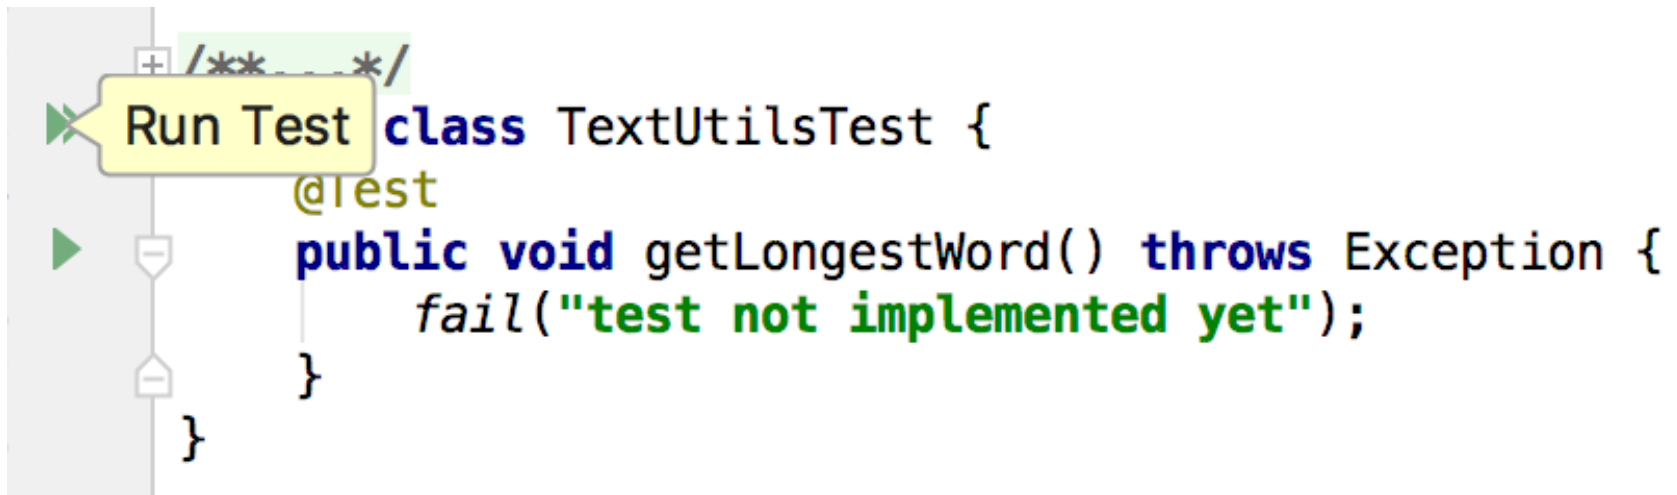 /**...*/
Run Test class TextUtilsTest {
@Test
public void getLongestWord() throws Exception {
fail("test not implemented yet");
}
}